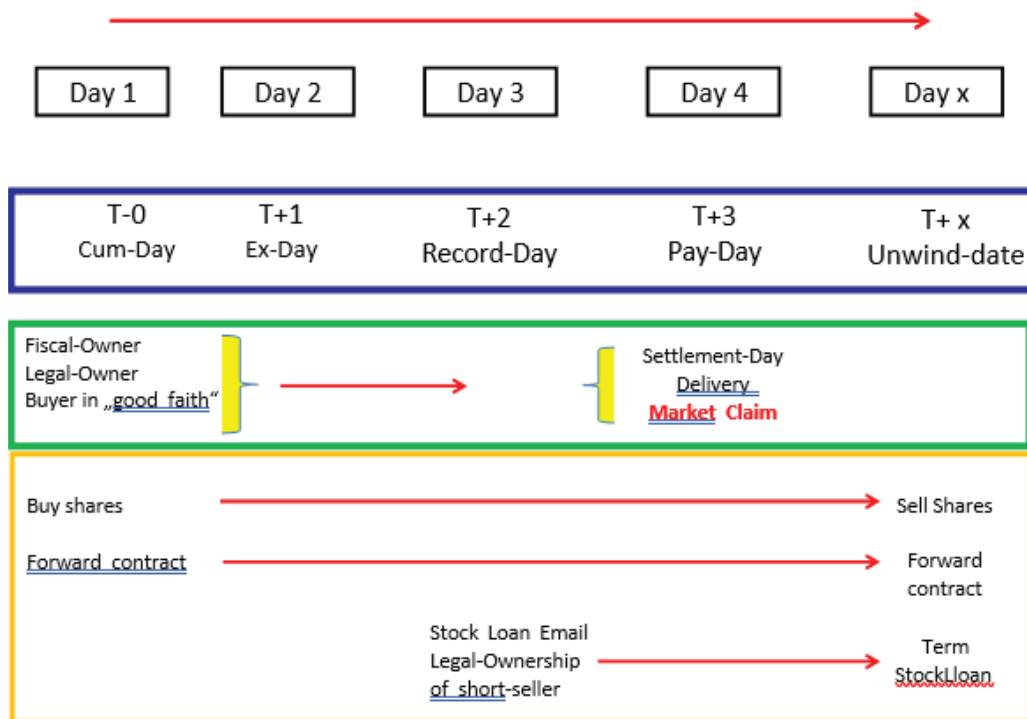 Day 1
Day 2
Day 3
Day 4
Day x
T-0
Cum-Day
T+1
Ex-Day
T+2
Record-Day
T+3
Pay-Day
T+ x
Unwind-date
Fiscal-Owner
Legal-Owner
Buyer in „good faith“
Settlement-Day
Delivery
Market Claim
Buy shares
Sell Shares
Forward contract
Forward
contract
Stock Loan Email
Legal-Ownership
of short-seller
Term
StockLloan